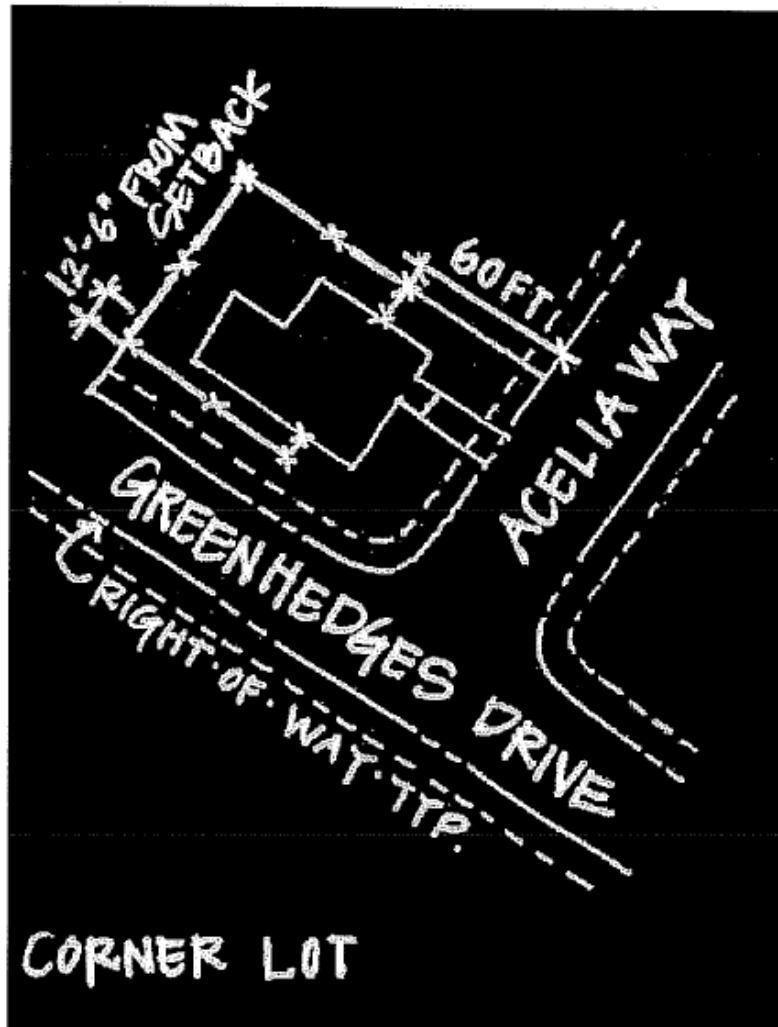 12'-6" FROM
SETBACK
60 FT
ACELIA WAY
GREENHEDGES DRIVE
RIGHT·OF·WAY·TYP.
CORNER LOT